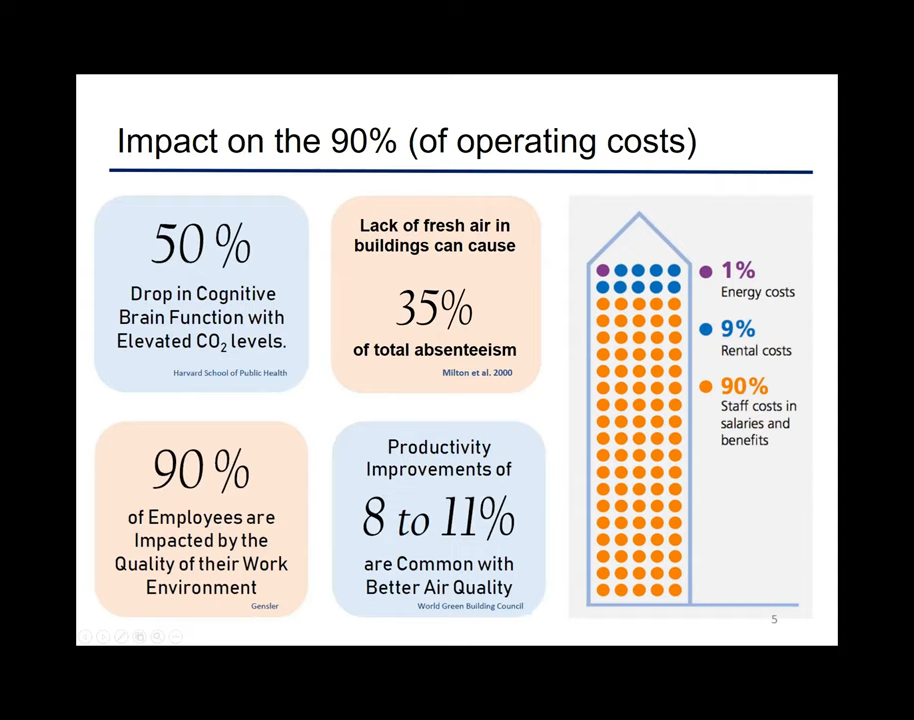 Impact on the 90% (of operating costs)
50 %
Drop in Cognitive
Brain Function with
Elevated CO₂ levels.
Harvard School of Public Health
Lack of fresh air in
buildings can cause
35%
of total absenteeism
Milton et al. 2000
90 %
of Employees are
Impacted by the
Quality of their Work
Environment
Gensler
Productivity
Improvements of
8 to 11%
are Common with
Better Air Quality
World Green Building Council
1%
Energy costs
9%
Rental costs
90%
Staff costs in
salaries and
benefits
5